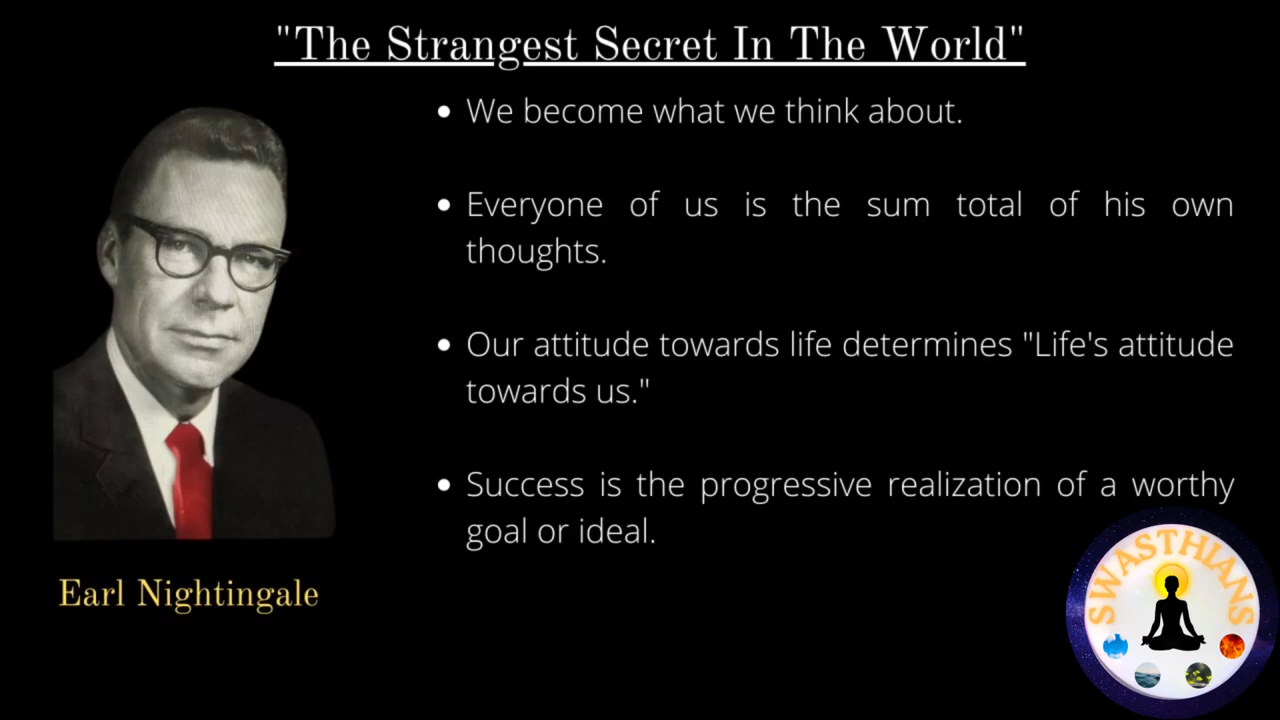 "The Strangest Secret In The World"
• We become what we think about.
• Everyone of us is the sum total of his own
thoughts.
• Our attitude towards life determines "Life's attitude
towards us."
• Success is the progressive realization of a worthy
goal or ideal.
Earl Nightingale
SWASTHIANS